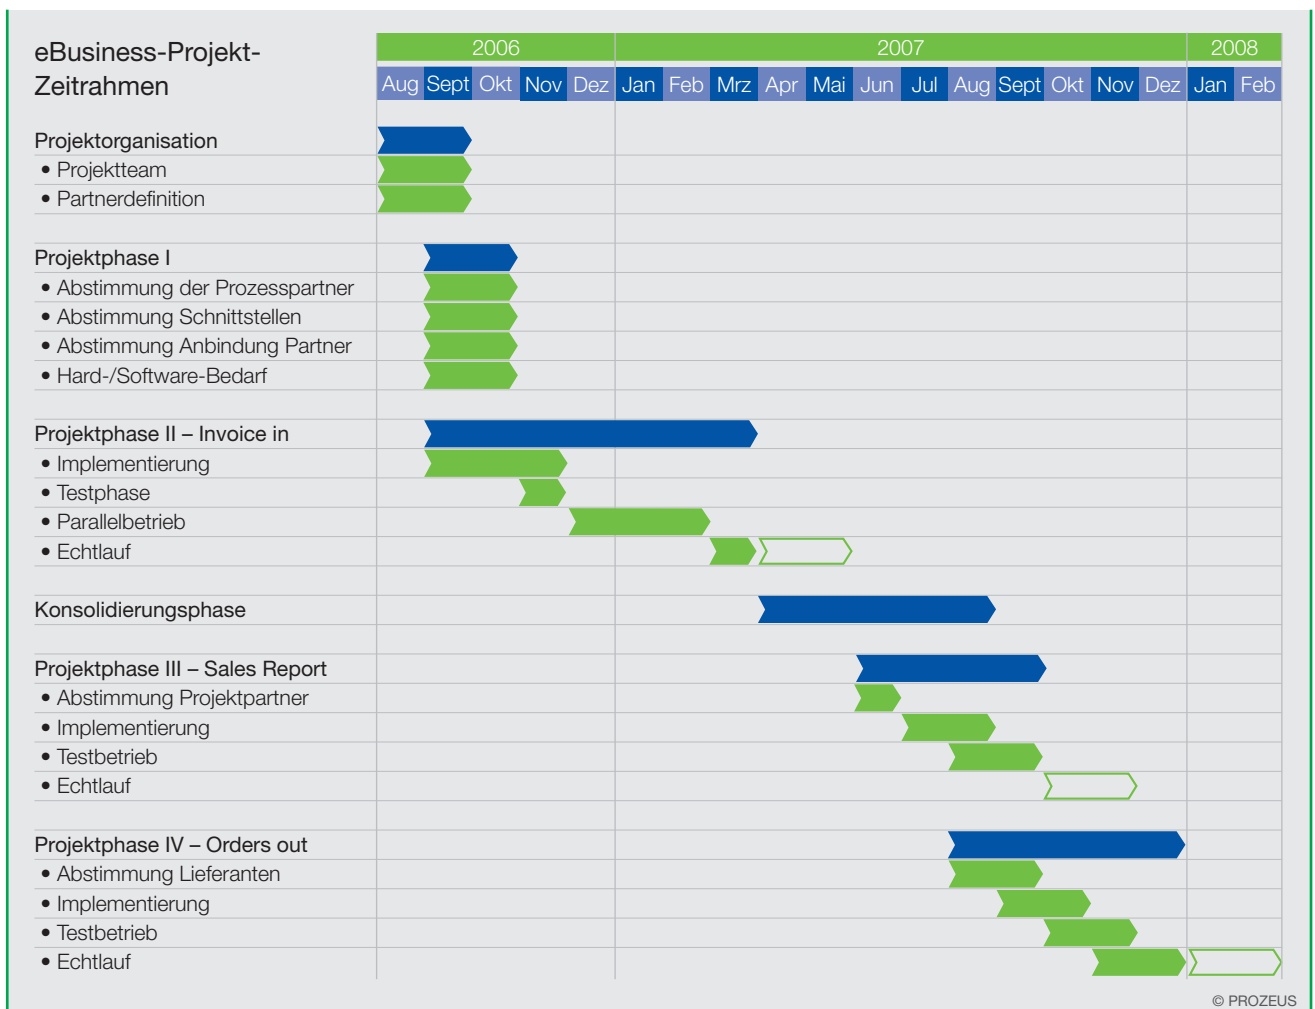 eBusiness-Projekt-
Zeitrahmen
2006 2007 2008
Aug Sept Okt Nov Dez Jan Feb Mrz Apr Mai Jun Jul Aug Sept Okt Nov Dez Jan Feb
Projektorganisation
• Projektteam
• Partnerdefinition
Projektphase I
• Abstimmung der Prozesspartner
• Abstimmung Schnittstellen
• Abstimmung Anbindung Partner
• Hard-/Software-Bedarf
Projektphase II – Invoice in
• Implementierung
• Testphase
• Parallelbetrieb
• Echtlauf
Konsolidierungsphase
Projektphase III – Sales Report
• Abstimmung Projektpartner
• Implementierung
• Testbetrieb
• Echtlauf
Projektphase IV – Orders out
• Abstimmung Lieferanten
• Implementierung
• Testbetrieb
• Echtlauf
© PROZEUS